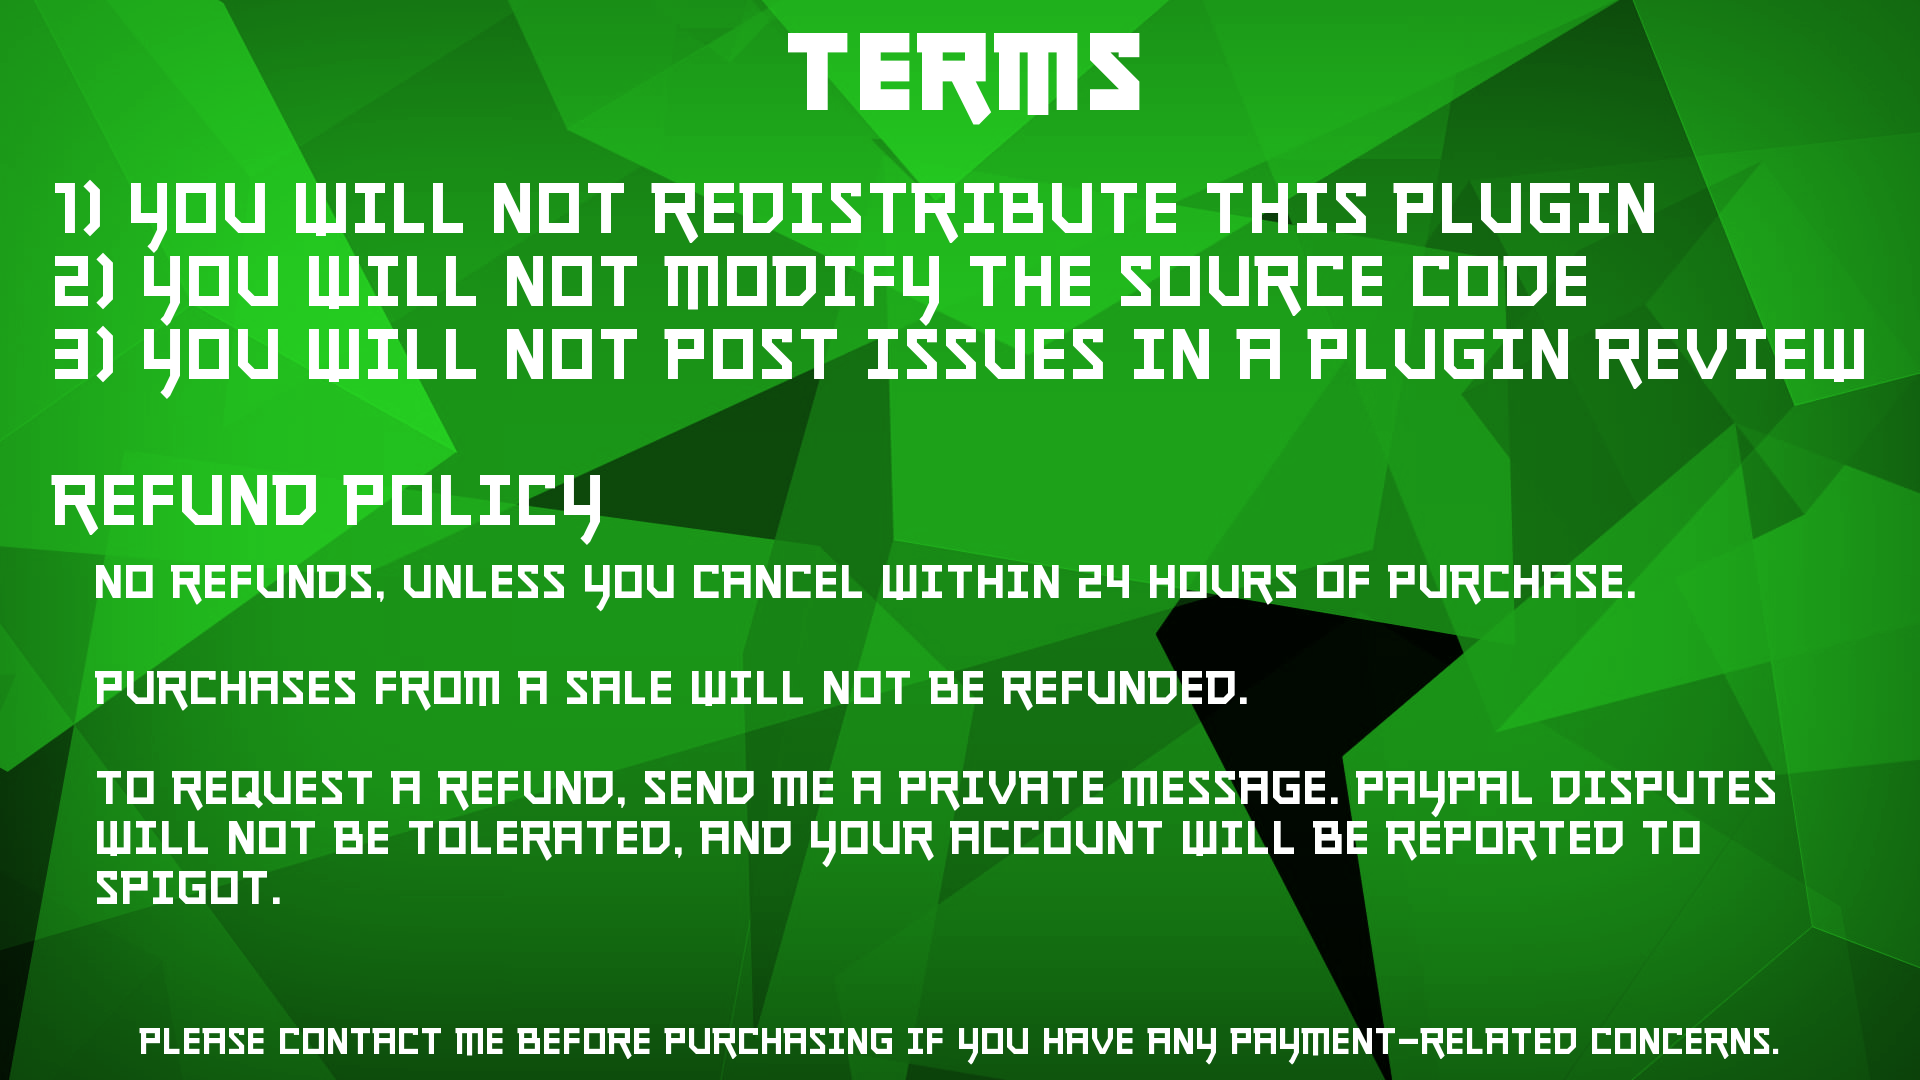 TERMS
1) YOU WILL NOT REDISTRIBUTE THIS PLUGIN
2) YOU WILL NOT MODIFY THE SOURCE CODE
3) YOU WILL NOT POST ISSUES IN A PLUGIN REVIEW
REFUND POLICY
NO REFUNDS, UNLESS YOU CANCEL WITHIN 24 HOURS OF PURCHASE.
PURCHASES FROM A SALE WILL NOT BE REFUNDED.
TO REQUEST A REFUND, SEND ME A PRIVATE MESSAGE. PAYPAL DISPUTES
WILL NOT BE TOLERATED, AND YOUR ACCOUNT WILL BE REPORTED TO
SPIGOT.
PLEASE CONTACT ME BEFORE PURCHASING IF YOU HAVE ANY PAYMENT-RELATED CONCERNS.